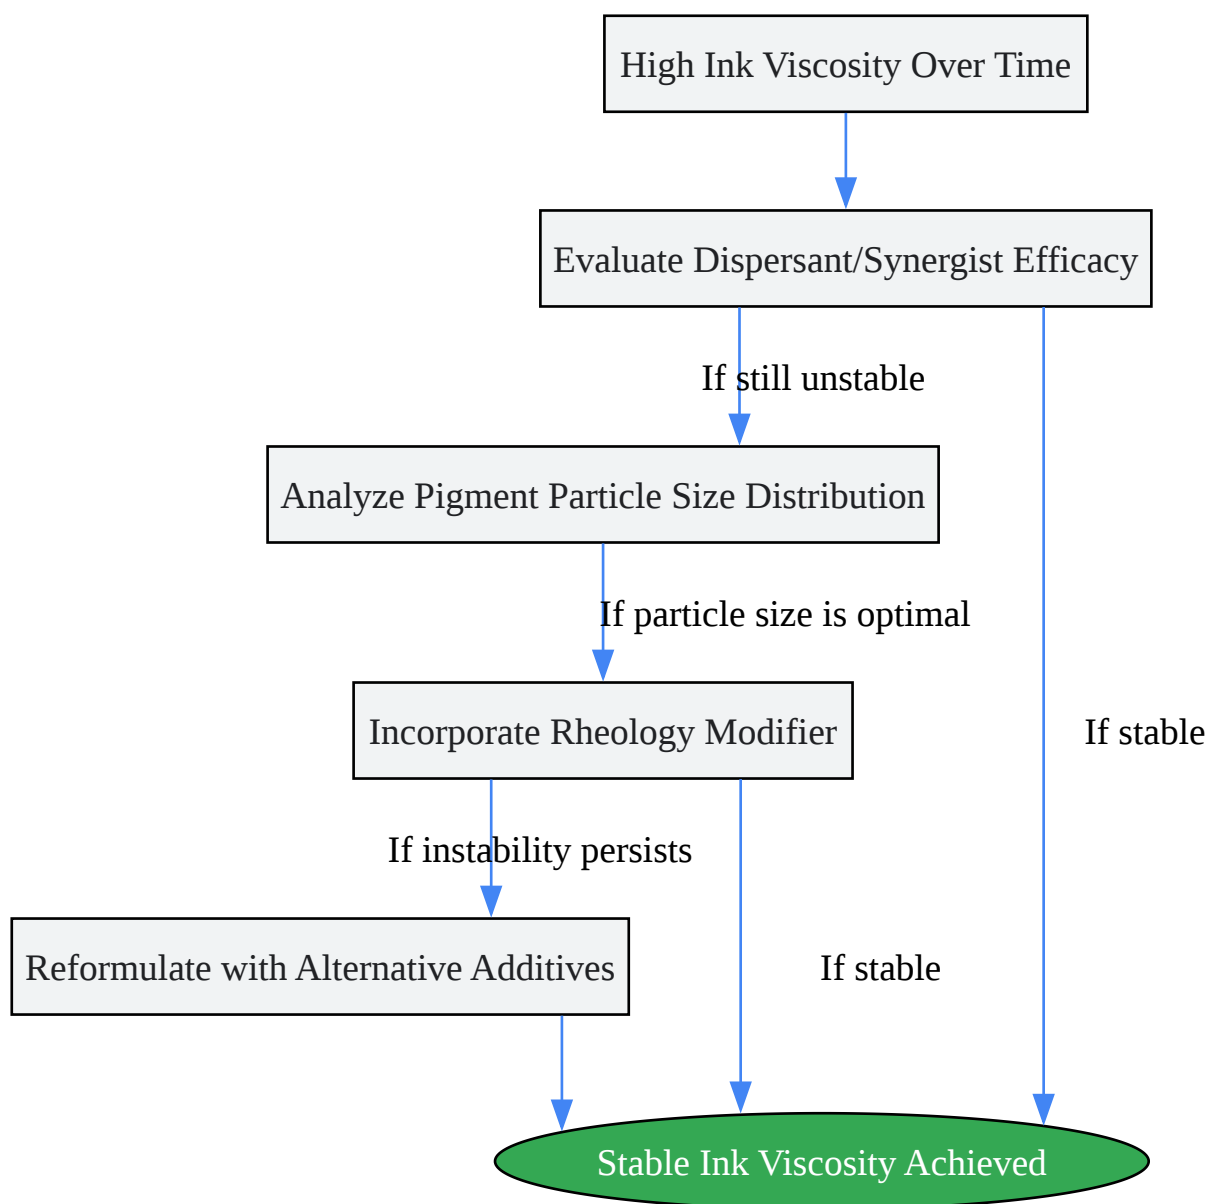 High Ink Viscosity Over Time
Evaluate Dispersant/Synergist Efficacy
If still unstable
Analyze Pigment Particle Size Distribution
If particle size is optimal
Incorporate Rheology Modifier
If stable
If instability persists
Reformulate with Alternative Additives
If stable
Stable Ink Viscosity Achieved